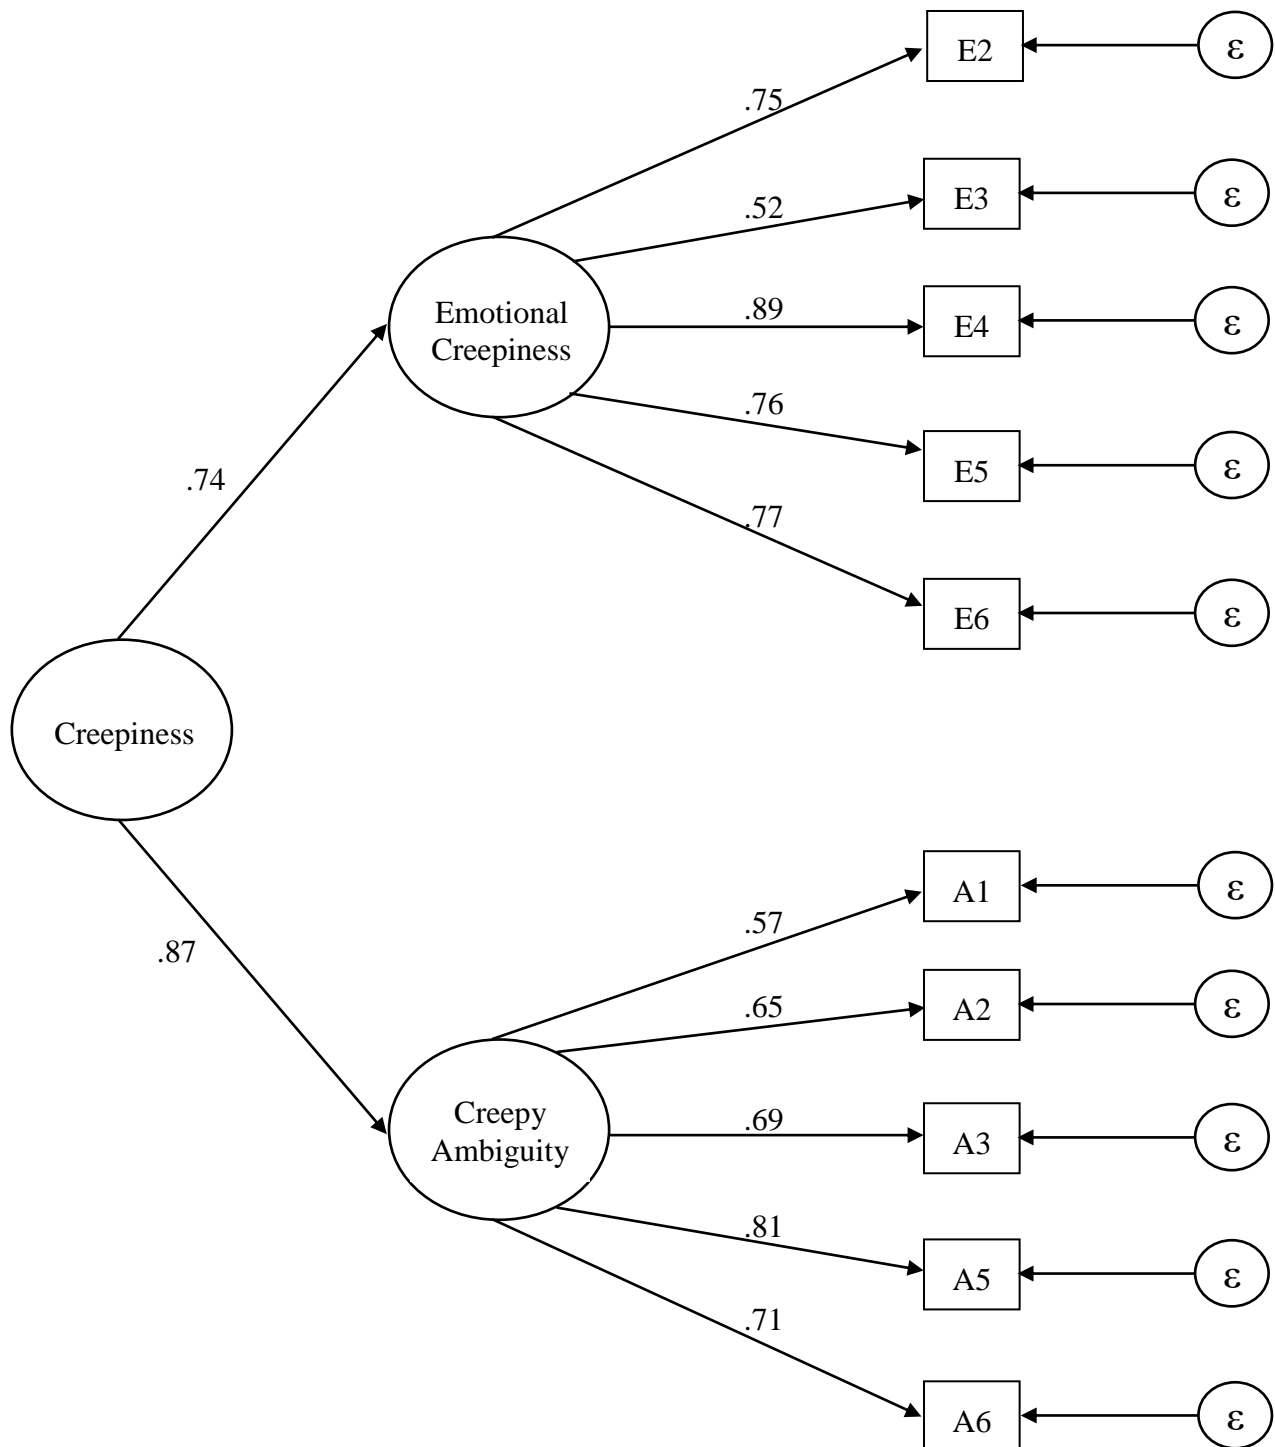 E2
ε
.75
E3
ε
.52
Emotional
Creepiness
.89
E4
ε
.76
E5
ε
.74
.77
E6
ε
Creepiness
A1
ε
.57
.87
.65
A2
ε
Creepy
Ambiguity
.69
A3
ε
.81
A5
ε
.71
A6
ε